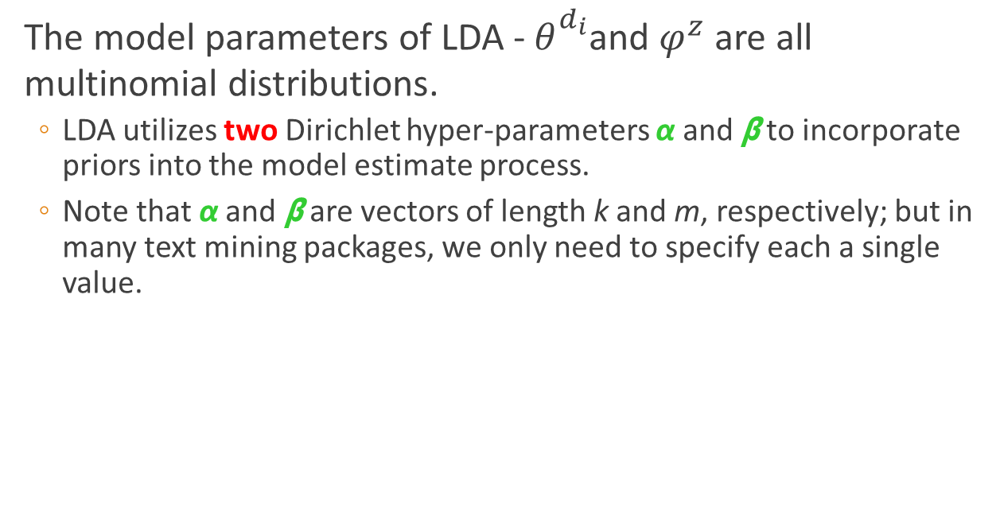 The model parameters of LDA - θ^{d_i} and φ^z are all
multinomial distributions.
◦ LDA utilizes two Dirichlet hyper-parameters α and β to incorporate
priors into the model estimate process.
◦ Note that α and β are vectors of length k and m, respectively; but in
many text mining packages, we only need to specify each a single
value.